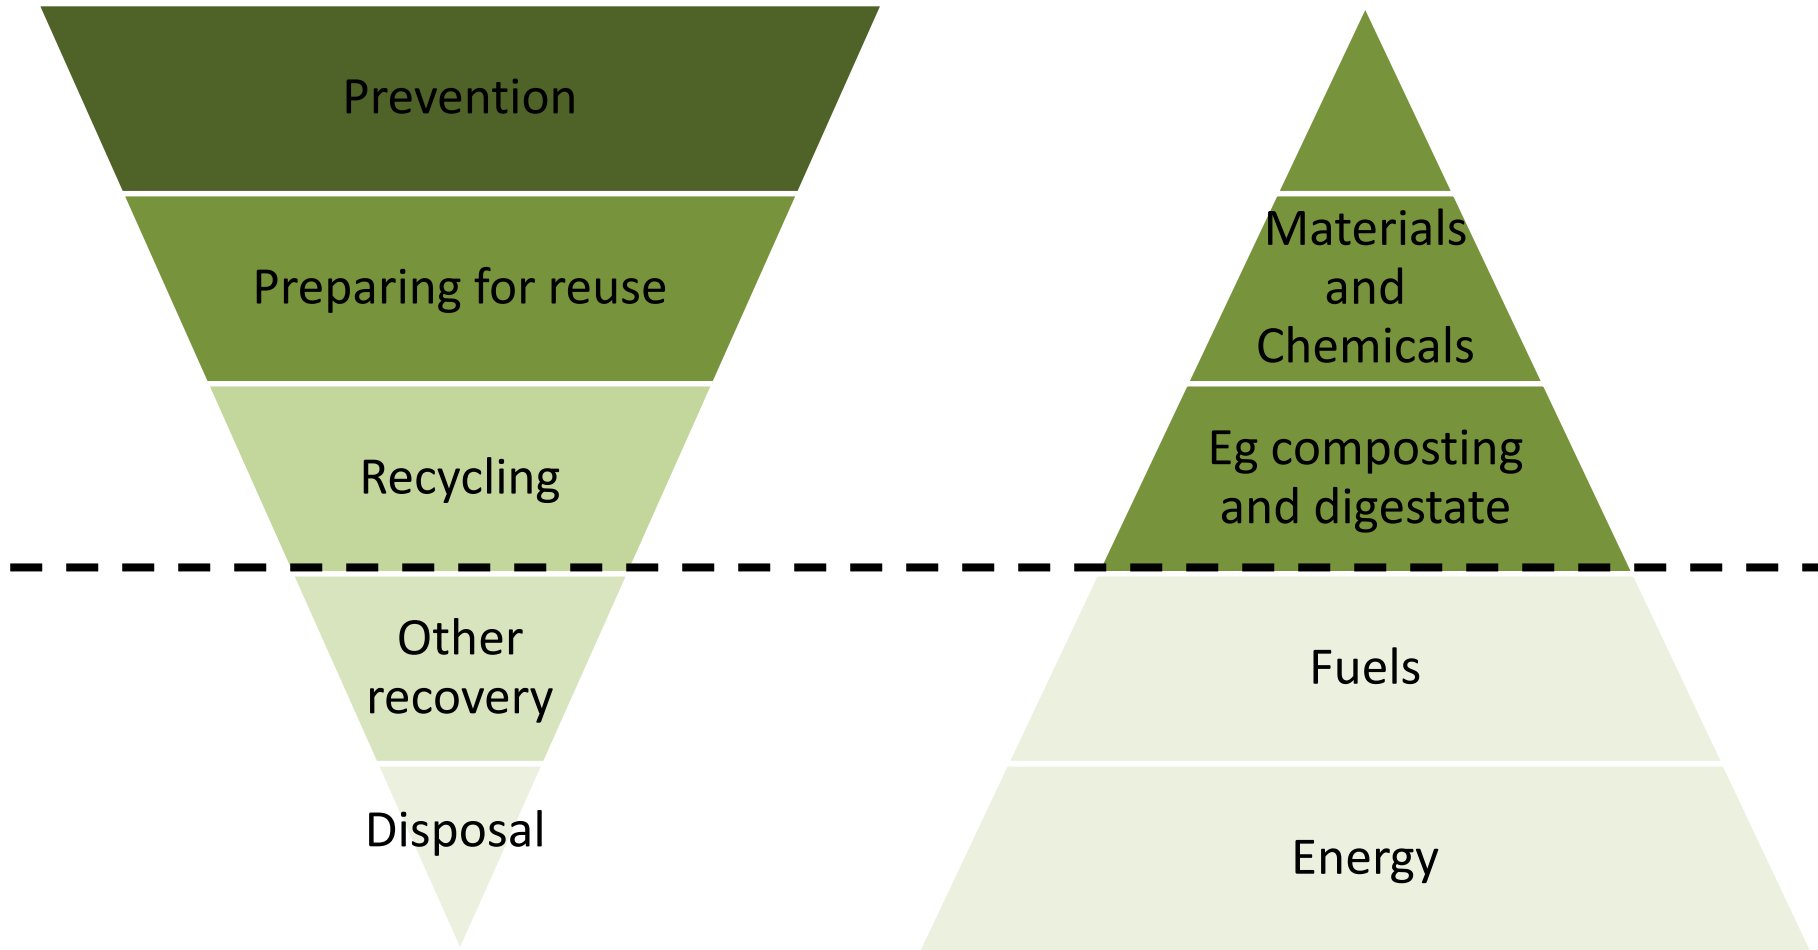 Prevention
Preparing for reuse
Recycling
Other
recovery
Disposal
Materials
and
Chemicals
Eg composting
and digestate
Fuels
Energy